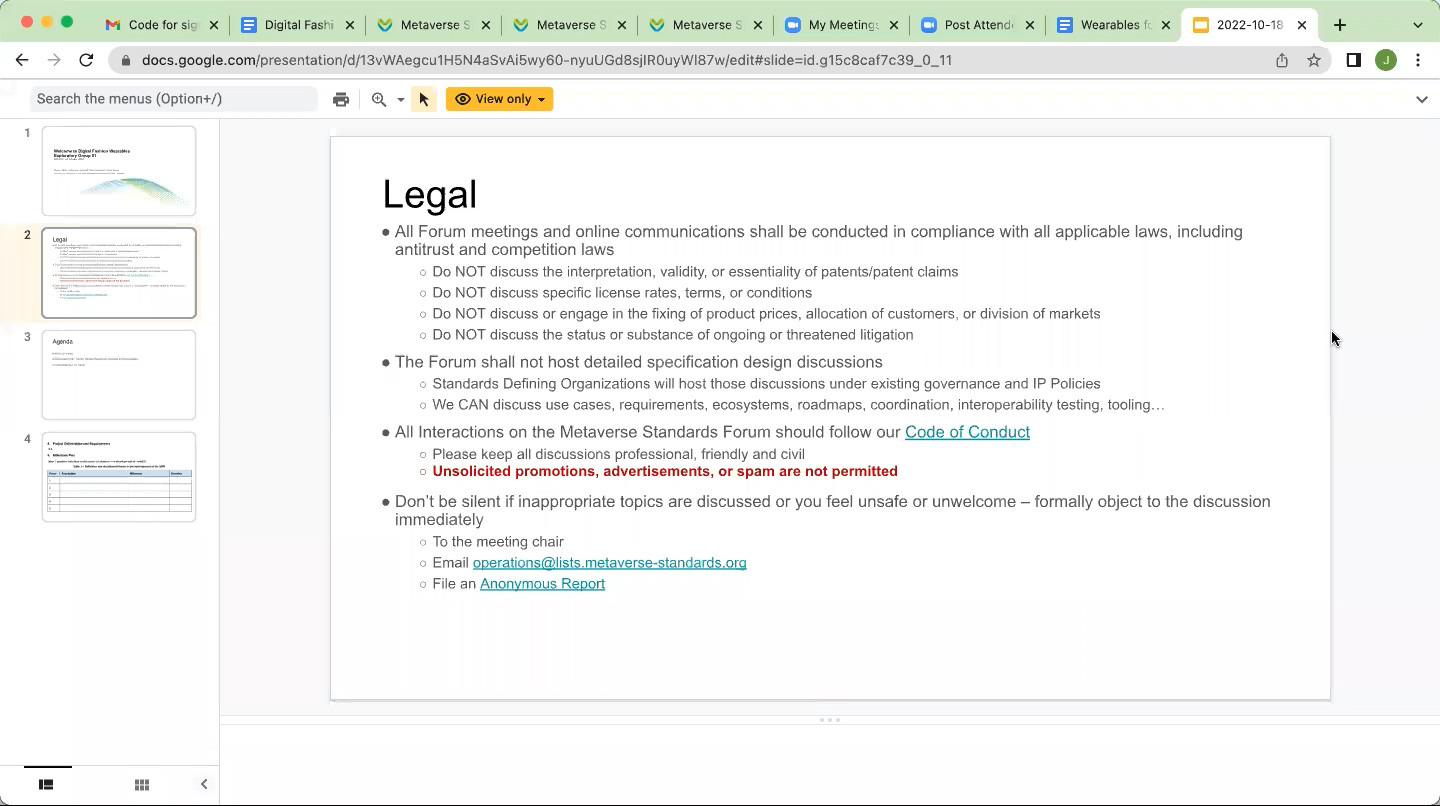 Code for sig
Digital Fashi
Metaverse S
Metaverse S
Metaverse S
My Meeting
Post Attend
Wearables fo
2022-10-18
docs.google.com/presentation/d/13vWAegcu1H5N4aSvAi5wy60-nyuUGd8sjIR0uyWI87w/edit#slide=id.g15c8caf7c39_0_11
J
Search the menus (Option+/)
View only
1
Welcome to Digital Fashion Wearables
Exploratory Group 01
2
Legal
3
Agenda
4
Legal
● All Forum meetings and online communications shall be conducted in compliance with all applicable laws, including
antitrust and competition laws
○ Do NOT discuss the interpretation, validity, or essentiality of patents/patent claims
○ Do NOT discuss specific license rates, terms, or conditions
○ Do NOT discuss or engage in the fixing of product prices, allocation of customers, or division of markets
○ Do NOT discuss the status or substance of ongoing or threatened litigation
● The Forum shall not host detailed specification design discussions
○ Standards Defining Organizations will host those discussions under existing governance and IP Policies
○ We CAN discuss use cases, requirements, ecosystems, roadmaps, coordination, interoperability testing, tooling…
● All Interactions on the Metaverse Standards Forum should follow our Code of Conduct
○ Please keep all discussions professional, friendly and civil
○ Unsolicited promotions, advertisements, or spam are not permitted
● Don't be silent if inappropriate topics are discussed or you feel unsafe or unwelcome – formally object to the discussion
immediately
○ To the meeting chair
○ Email operations@lists.metaverse-standards.org
○ File an Anonymous Report